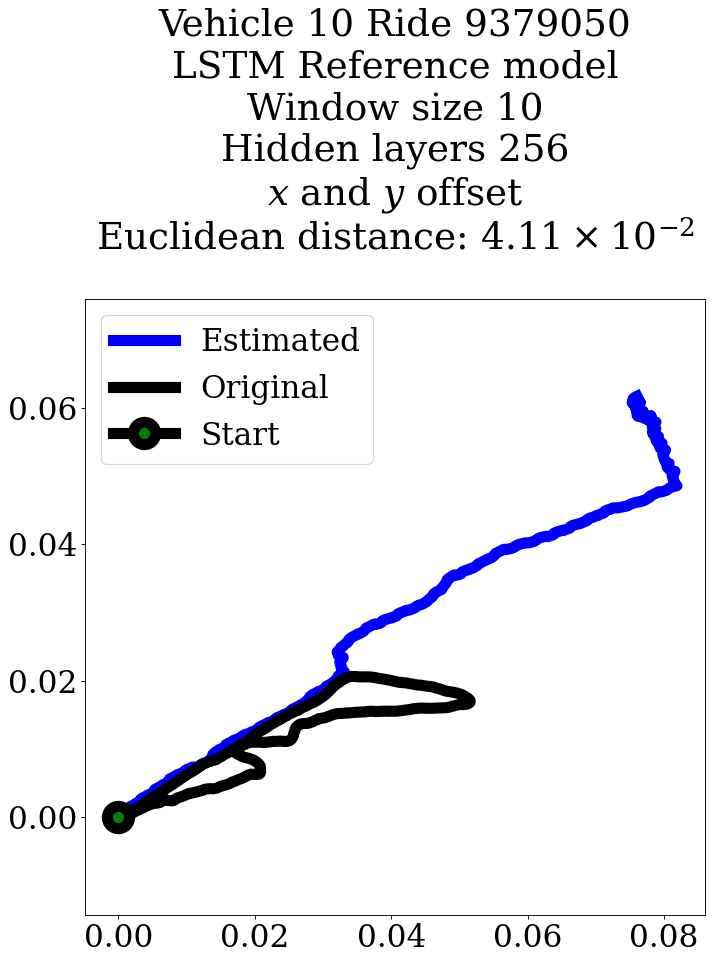 Vehicle 10 Ride 9379050
LSTM Reference model
Window size 10
Hidden layers 256
x and y offset
Euclidean distance: 4.11 × 10⁻²
Estimated
Original
Start
0.06
0.04
0.02
0.00
0.00 0.02 0.04 0.06 0.08